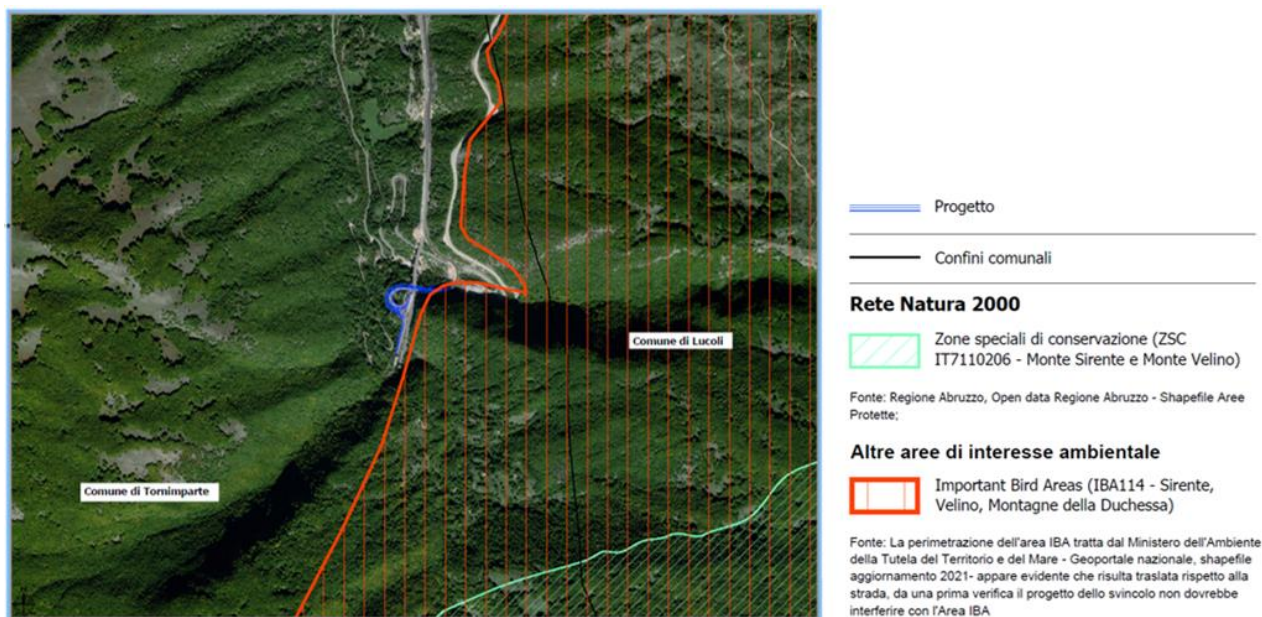 Comune di Lucoli
Comune di Tornimparte
Progetto
Confini comunali
Rete Natura 2000
Zone speciali di conservazione (ZSC
IT7110206 - Monte Sirente e Monte Velino)
Fonte: Regione Abruzzo, Open data Regione Abruzzo - Shapefile Aree
Protette;
Altre aree di interesse ambientale
Important Bird Areas (IBA114 - Sirente,
Velino, Montagne della Duchessa)
Fonte: La perimetrazione dell'area IBA tratta dal Ministero dell'Ambiente
della Tutela del Territorio e del Mare - Geoportale nazionale, shapefile
aggiornamento 2021- appare evidente che risulta traslata rispetto alla
strada, da una prima verifica il progetto dello svincolo non dovrebbe
interferire con l'Area IBA